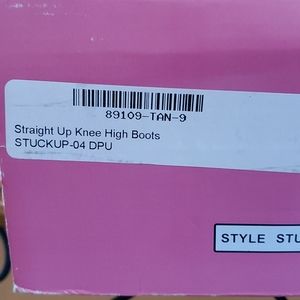 89109-TAN-9
Straight Up Knee High Boots
STUCKUP-04 DPU
STYLE STU